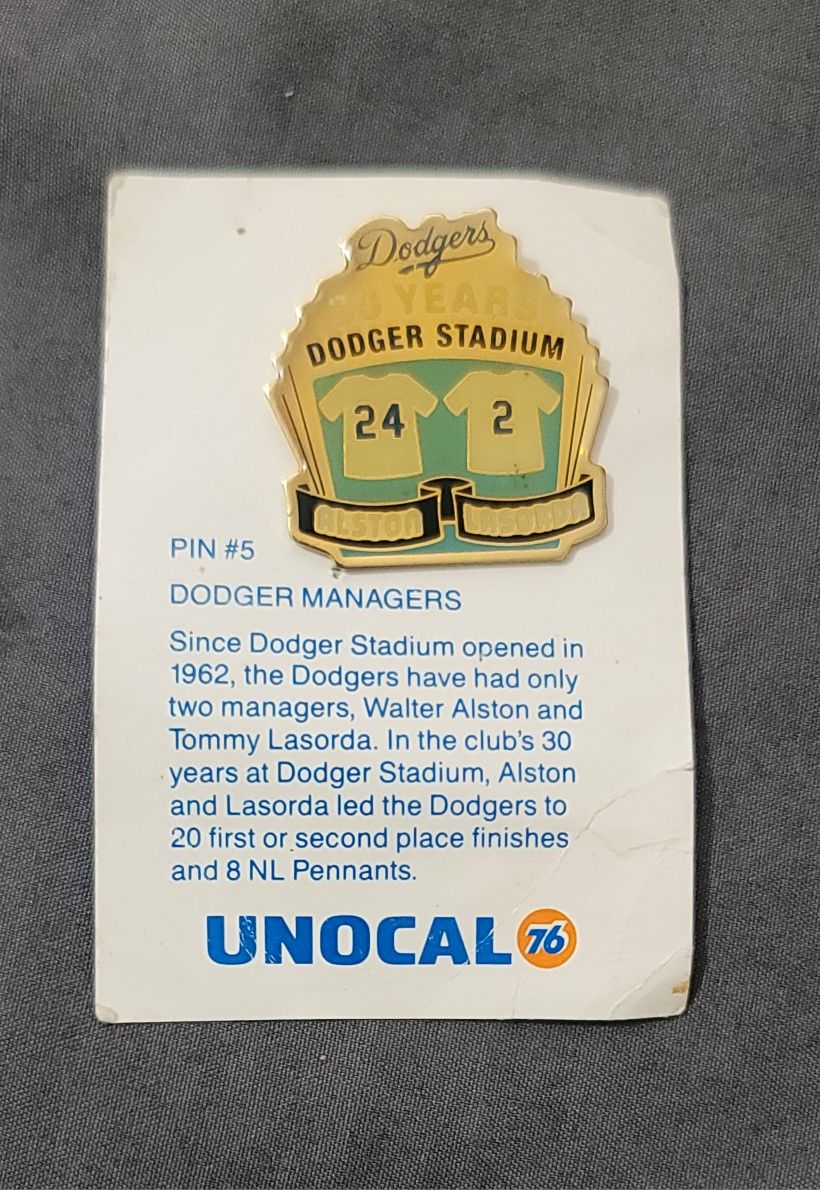 Dodgers
30 YEARS
DODGER STADIUM
24 2
ALSTON LASORDA
PIN #5
DODGER MANAGERS
Since Dodger Stadium opened in
1962, the Dodgers have had only
two managers, Walter Alston and
Tommy Lasorda. In the club's 30
years at Dodger Stadium, Alston
and Lasorda led the Dodgers to
20 first or second place finishes
and 8 NL Pennants.
UNOCAL 76